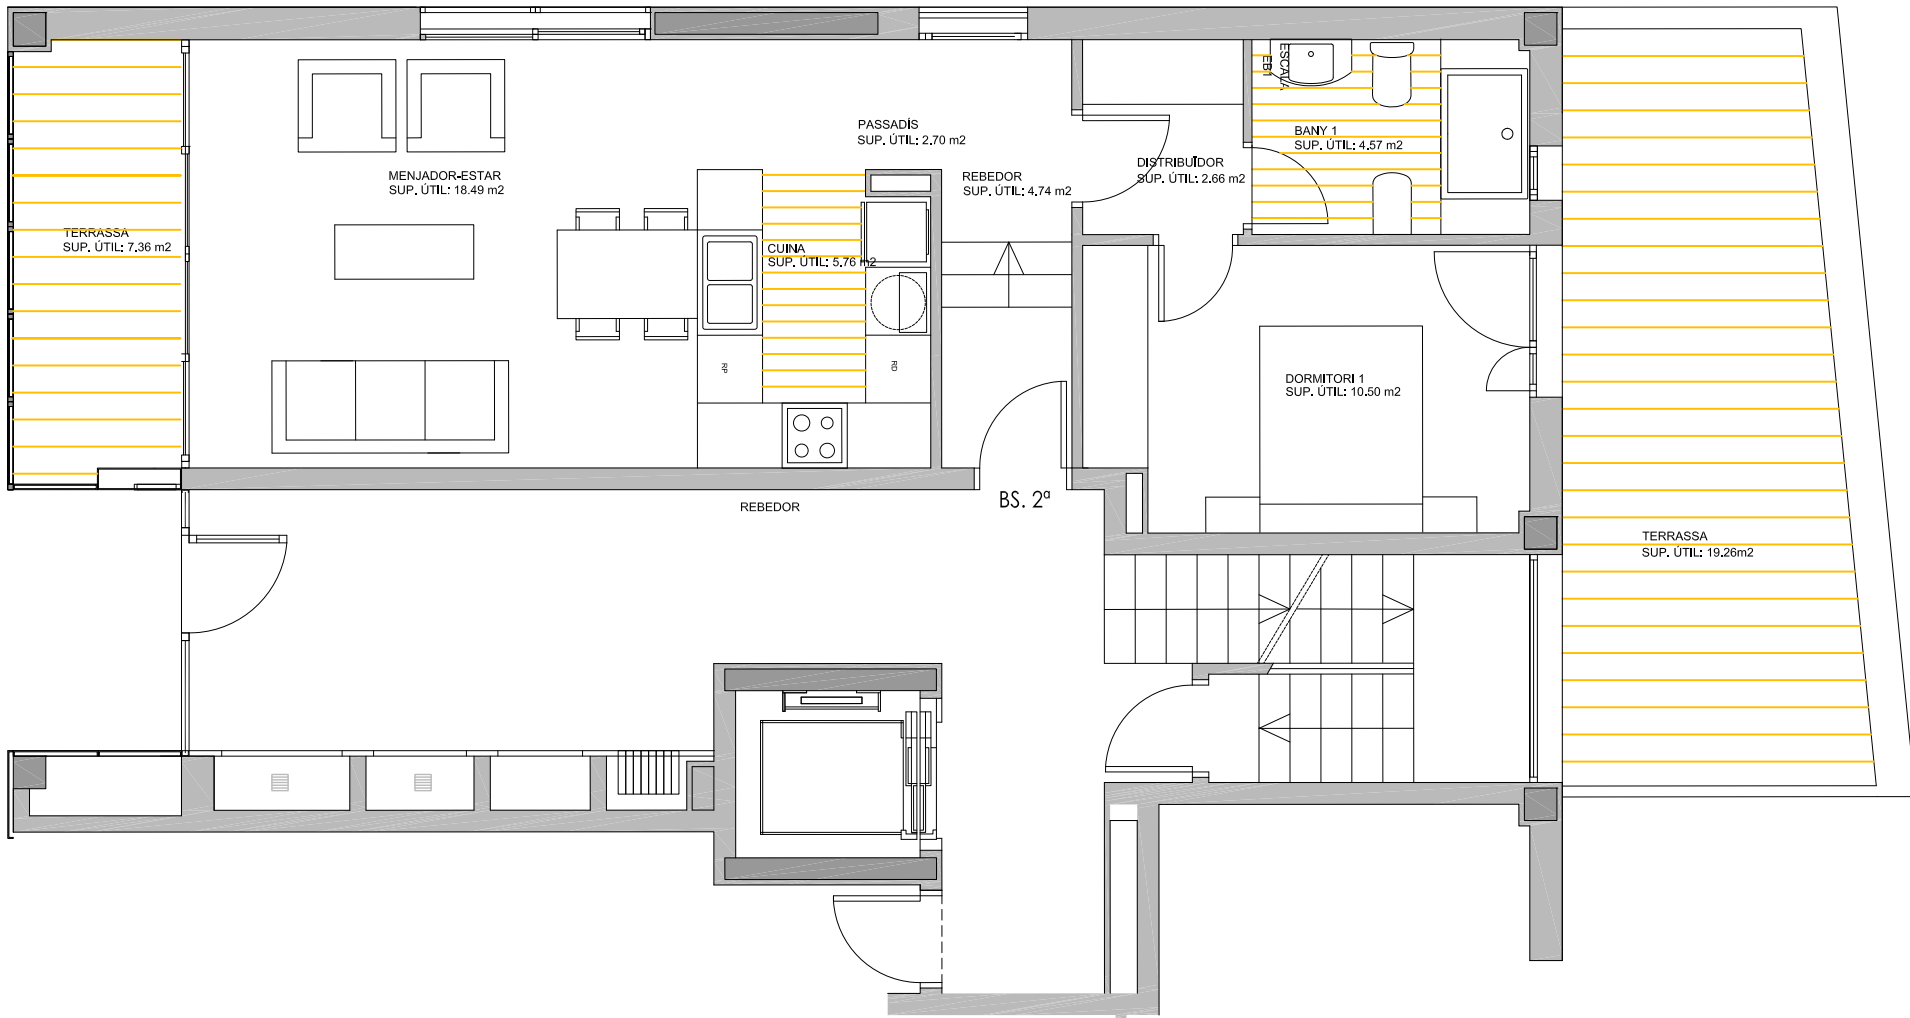 ESCALA
EB1
BANY 1
SUP. ÚTIL: 4.57 m2
PASSADÍS
SUP. ÚTIL: 2.70 m2
DISTRIBUÏDOR
SUP. ÚTIL: 2.66 m2
MENJADOR-ESTAR
SUP. ÚTIL: 18.49 m2
REBEDOR
SUP. ÚTIL: 4.74 m2
TERRASSA
SUP. ÚTIL: 7.36 m2
CUINA
SUP. ÚTIL: 5.76 m2
RP
RD
DORMITORI 1
SUP. ÚTIL: 10.50 m2
REBEDOR
BS. 2ª
TERRASSA
SUP. ÚTIL: 19.26m2